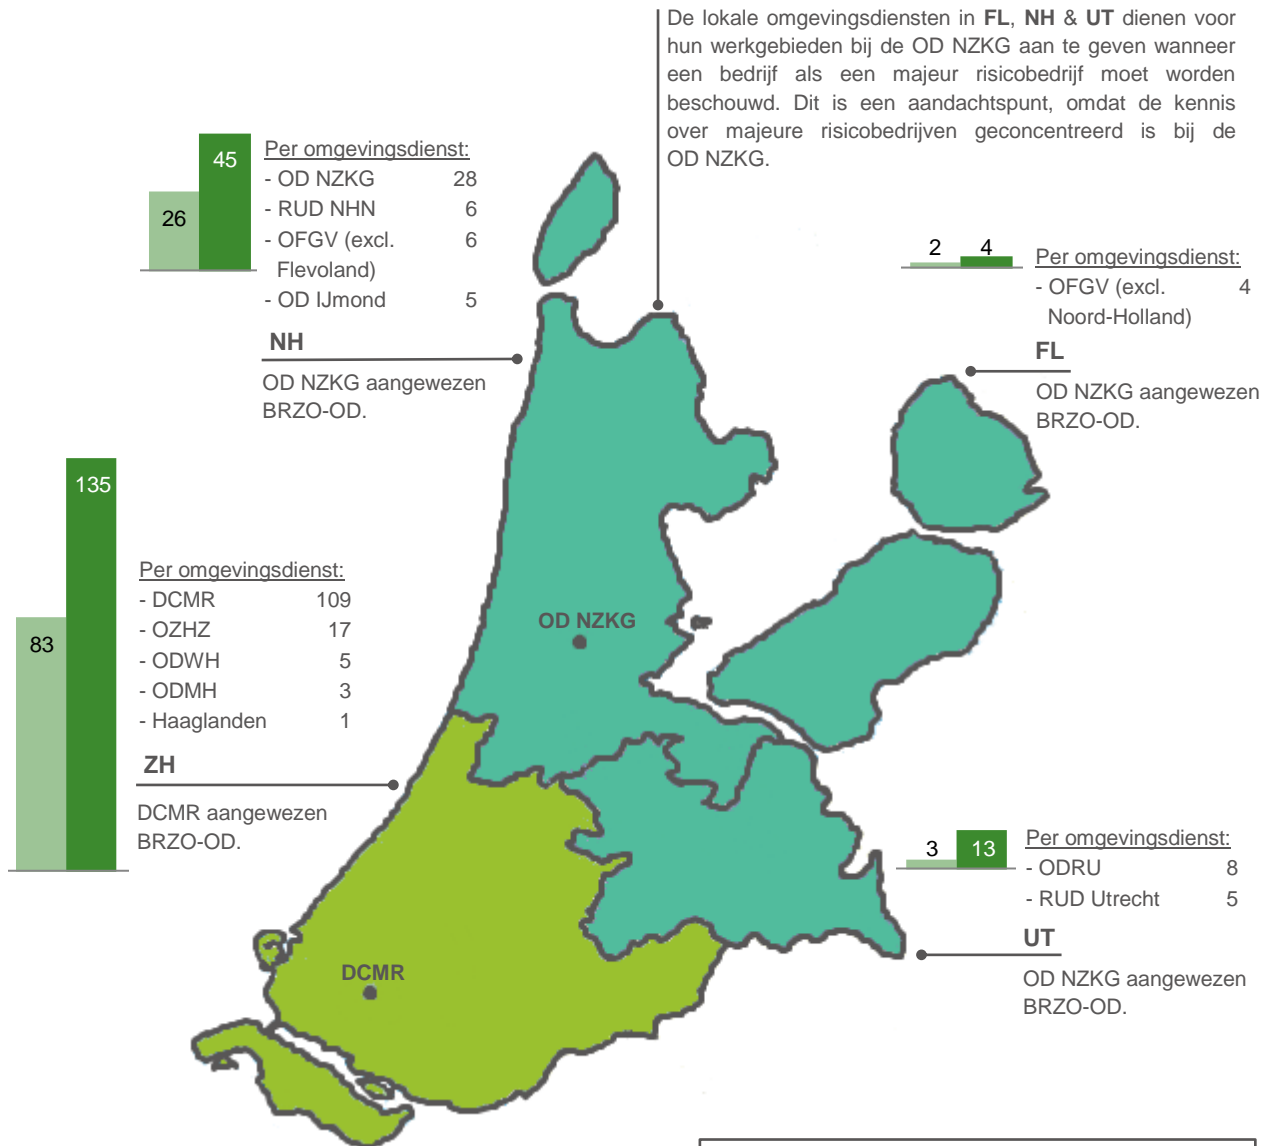 De lokale omgevingsdiensten in FL, NH & UT dienen voor
hun werkgebieden bij de OD NZKG aan te geven wanneer
een bedrijf als een majeur risicobedrijf moet worden
beschouwd. Dit is een aandachtspunt, omdat de kennis
over majeure risicobedrijven geconcentreerd is bij de
OD NZKG.
26 45
Per omgevingsdienst:
- OD NZKG 28
- RUD NHN 6
- OFGV (excl. 6
Flevoland)
- OD IJmond 5
NH
OD NZKG aangewezen
BRZO-OD.
2 4
Per omgevingsdienst:
- OFGV (excl. 4
Noord-Holland)
FL
OD NZKG aangewezen
BRZO-OD.
83 135
Per omgevingsdienst:
- DCMR 109
- OZHZ 17
- ODWH 5
- ODMH 3
- Haaglanden 1
ZH
DCMR aangewezen
BRZO-OD.
OD NZKG
DCMR
3 13
Per omgevingsdienst:
- ODRU 8
- RUD Utrecht 5
UT
OD NZKG aangewezen
BRZO-OD.